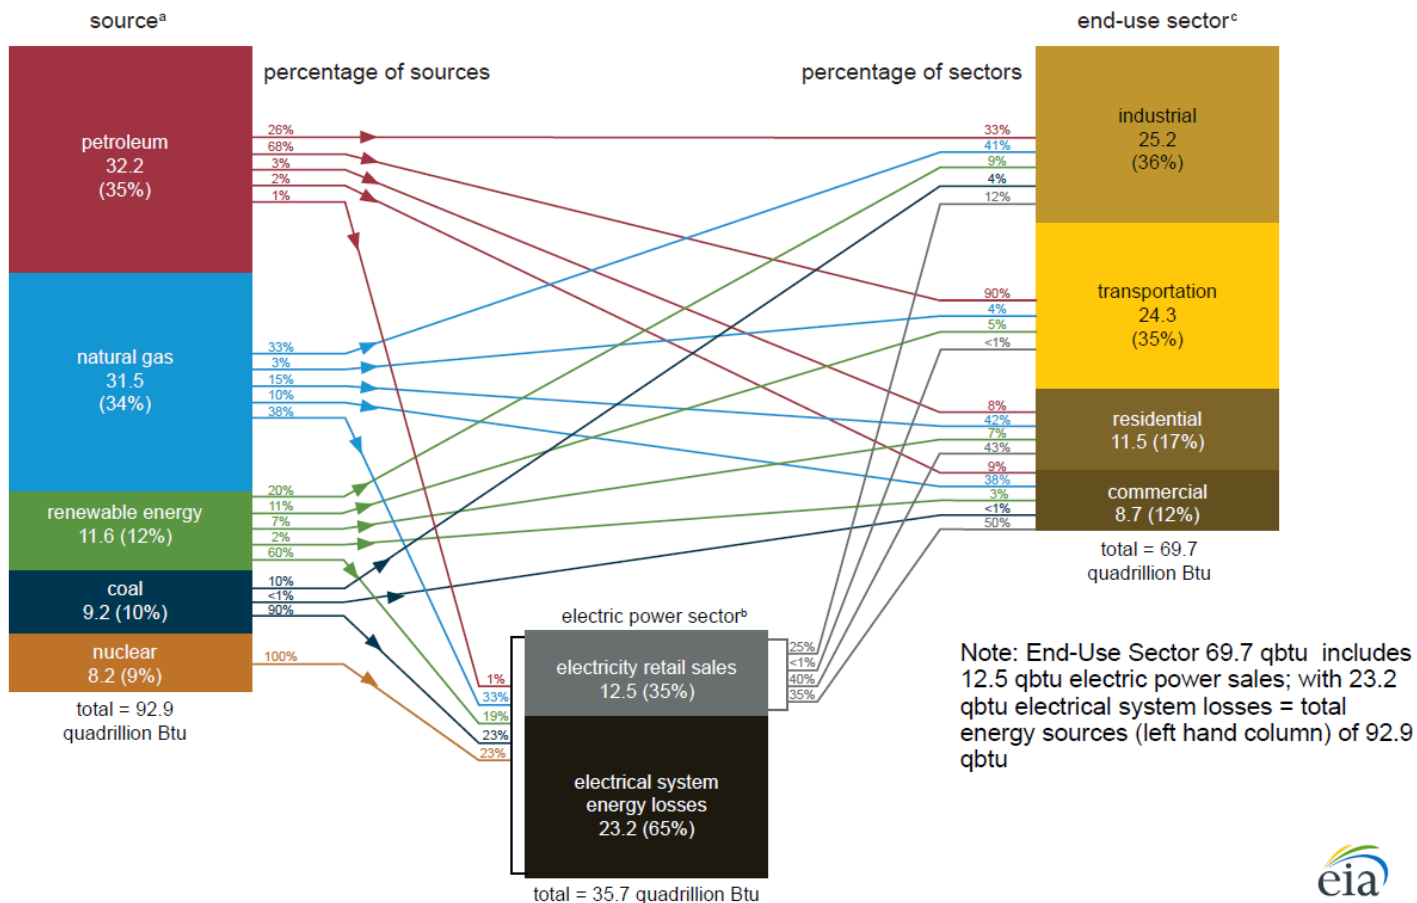 sourceᵃ
end-use sectorᶜ
percentage of sources
percentage of sectors
petroleum
32.2
(35%)
26%
68%
3%
2%
1%
natural gas
31.5
(34%)
33%
3%
15%
10%
38%
renewable energy
11.6 (12%)
20%
11%
7%
2%
60%
coal
9.2 (10%)
10%
<1%
90%
nuclear
8.2 (9%)
100%
total = 92.9
quadrillion Btu
electric power sectorᵇ
1%
33%
19%
23%
23%
electricity retail sales
12.5 (35%)
electrical system
energy losses
23.2 (65%)
total = 35.7 quadrillion Btu
25%
<1%
40%
35%
33%
41%
9%
4%
12%
industrial
25.2
(36%)
90%
4%
5%
<1%
transportation
24.3
(35%)
8%
42%
7%
43%
residential
11.5 (17%)
9%
38%
3%
<1%
50%
commercial
8.7 (12%)
total = 69.7
quadrillion Btu
Note: End-Use Sector 69.7 qbtu includes
12.5 qbtu electric power sales; with 23.2
qbtu electrical system losses = total
energy sources (left hand column) of 92.9
qbtu
eia